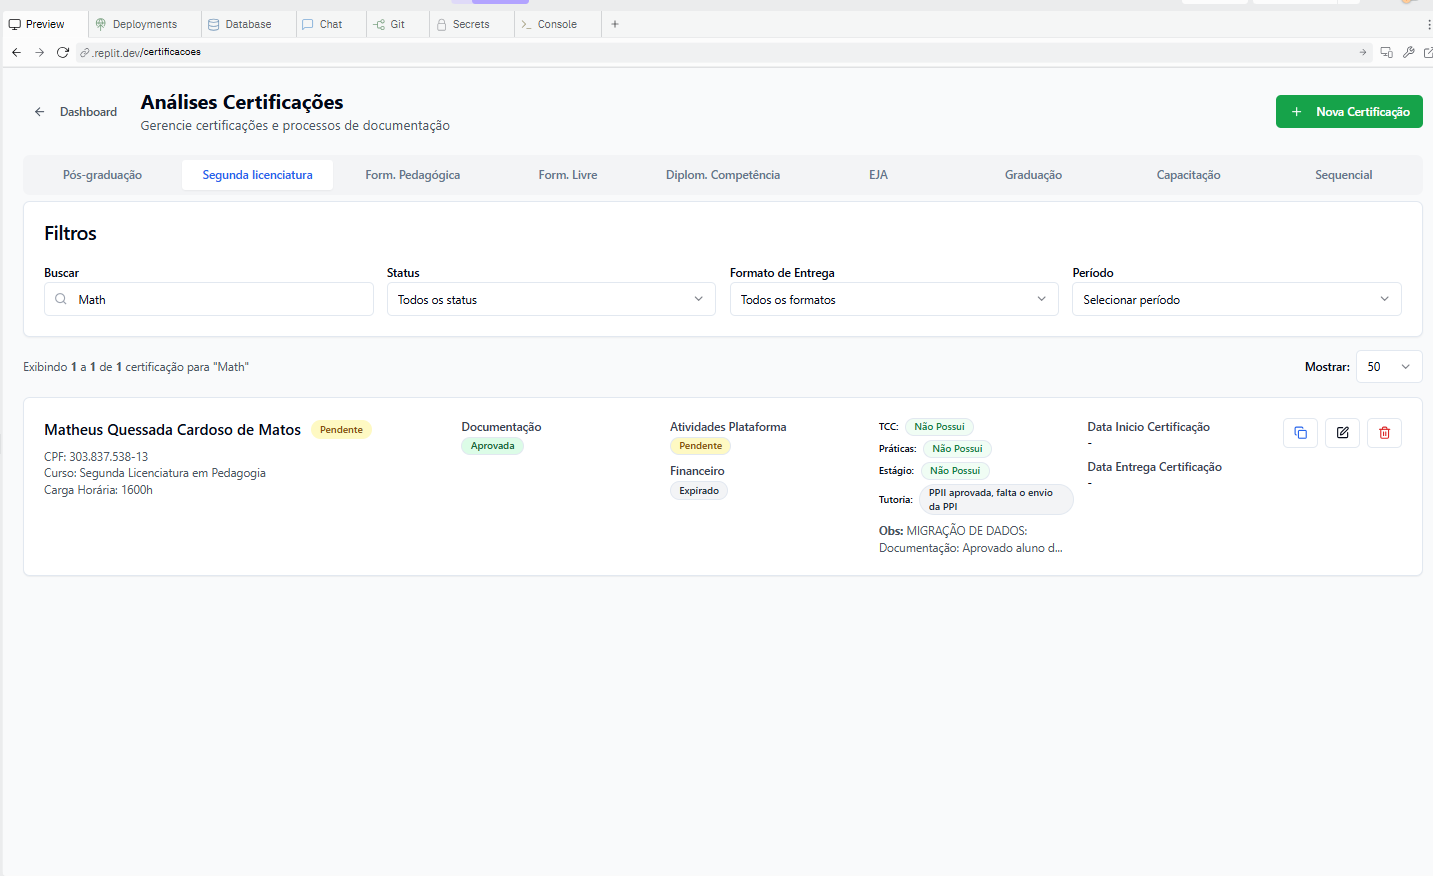 Preview
Deployments
Database
Chat
Git
Secrets
Console
.replit.dev/certificacoes
Dashboard
Análises Certificações
Gerencie certificações e processos de documentação
Nova Certificação
Pós-graduação
Segunda licenciatura
Form. Pedagógica
Form. Livre
Diplom. Competência
EJA
Graduação
Capacitação
Sequencial
Filtros
Buscar
Status
Formato de Entrega
Período
Math
Todos os status
Todos os formatos
Selecionar período
Exibindo 1 a 1 de 1 certificação para "Math"
Mostrar: 50
Matheus Quessada Cardoso de Matos Pendente
CPF: 303.837.538-13
Curso: Segunda Licenciatura em Pedagogia
Carga Horária: 1600h
Documentação
Aprovada
Atividades Plataforma
Pendente
Financeiro
Expirado
TCC: Não Possui
Práticas: Não Possui
Estágio: Não Possui
Tutoria: PPII aprovada, falta o envio
da PPI
Obs: MIGRAÇÃO DE DADOS:
Documentação: Aprovado aluno d...
Data Inicio Certificação
-
Data Entrega Certificação
-